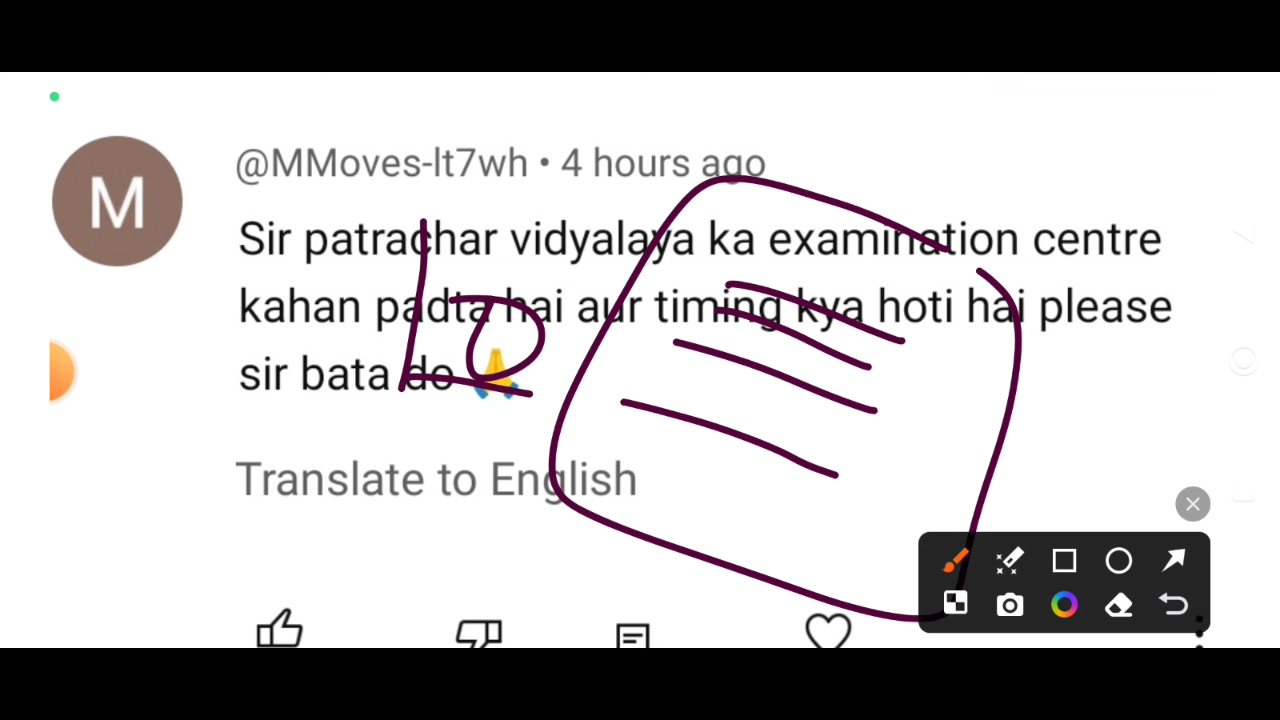 M
@MMoves-lt7wh • 4 hours ago
Sir patrachar vidyalaya ka examination centre
kahan padta hai aur timing kya hoti hai please
sir bata do 🙏
Translate to English